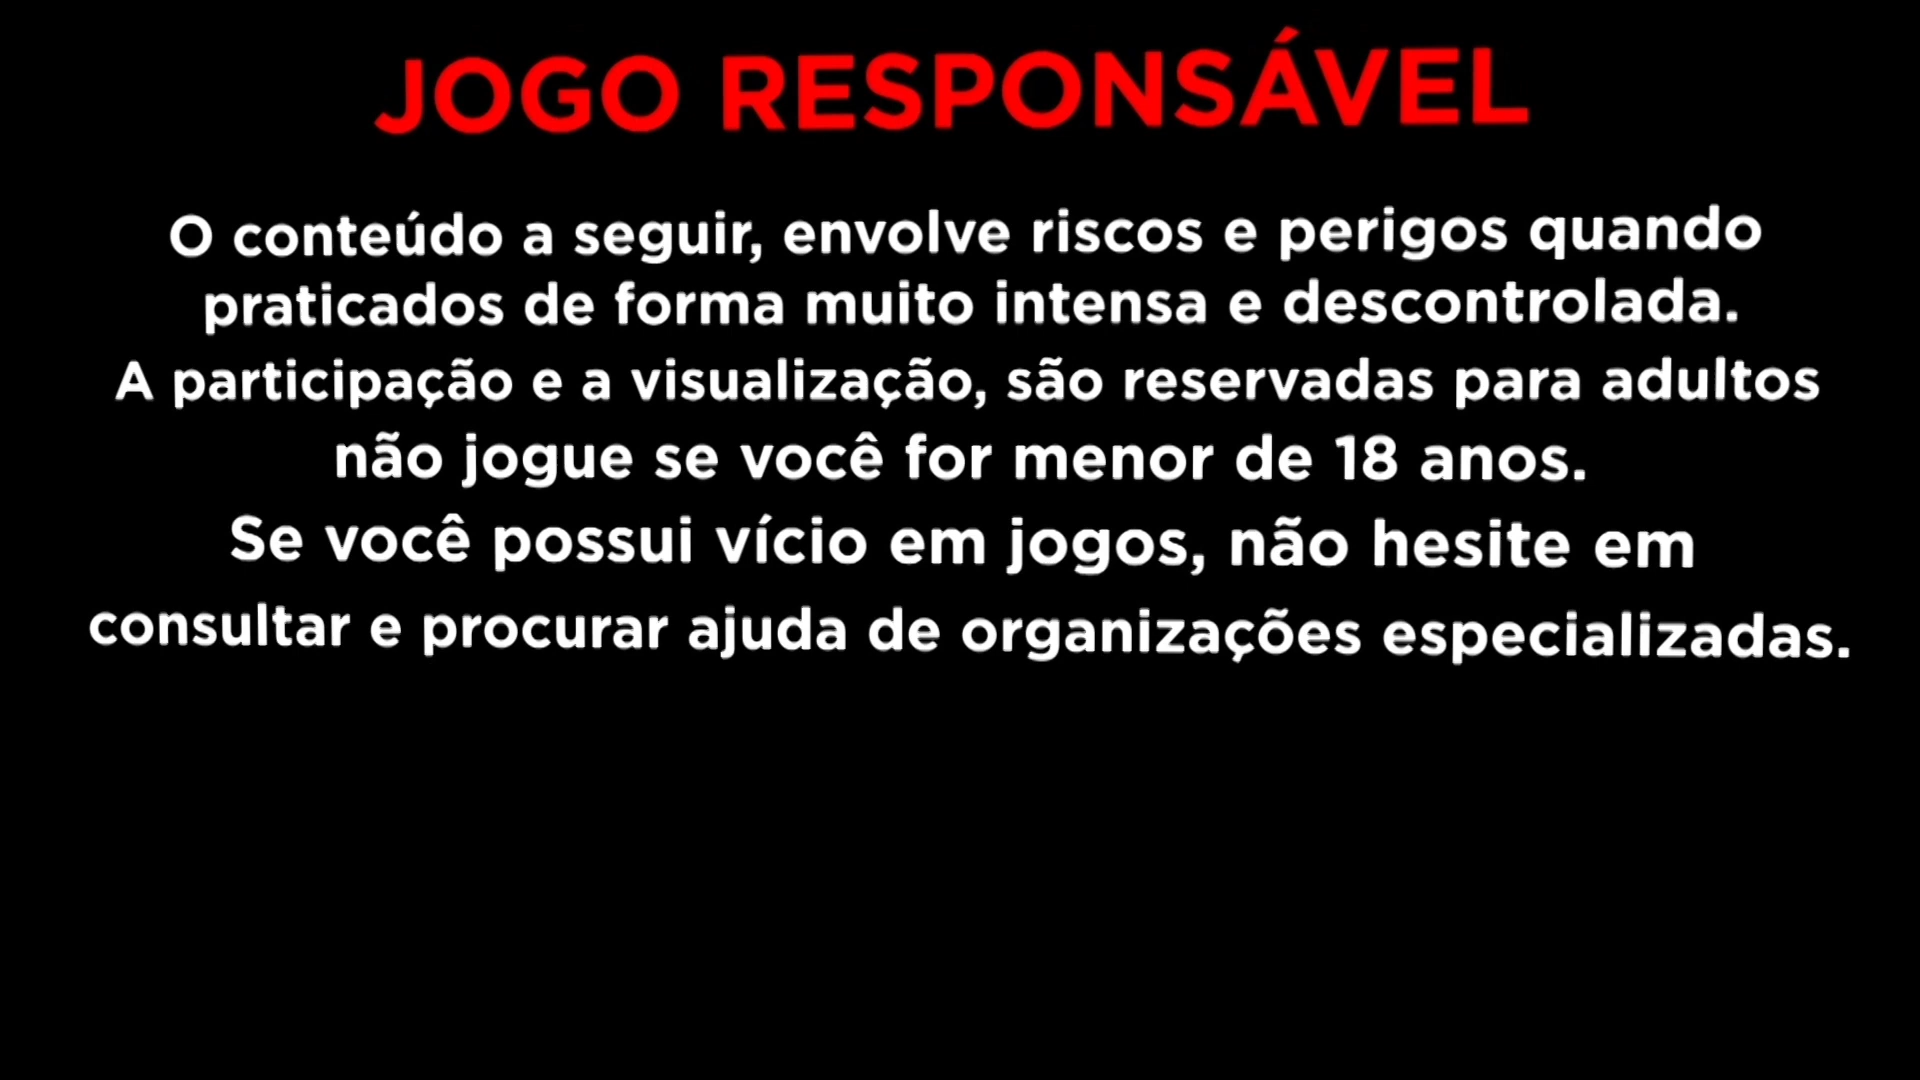 JOGO RESPONSÁVEL
O conteúdo a seguir, envolve riscos e perigos quando
praticados de forma muito intensa e descontrolada.
A participação e a visualização, são reservadas para adultos
não jogue se você for menor de 18 anos.
Se você possui vício em jogos, não hesite em
consultar e procurar ajuda de organizações especializadas.